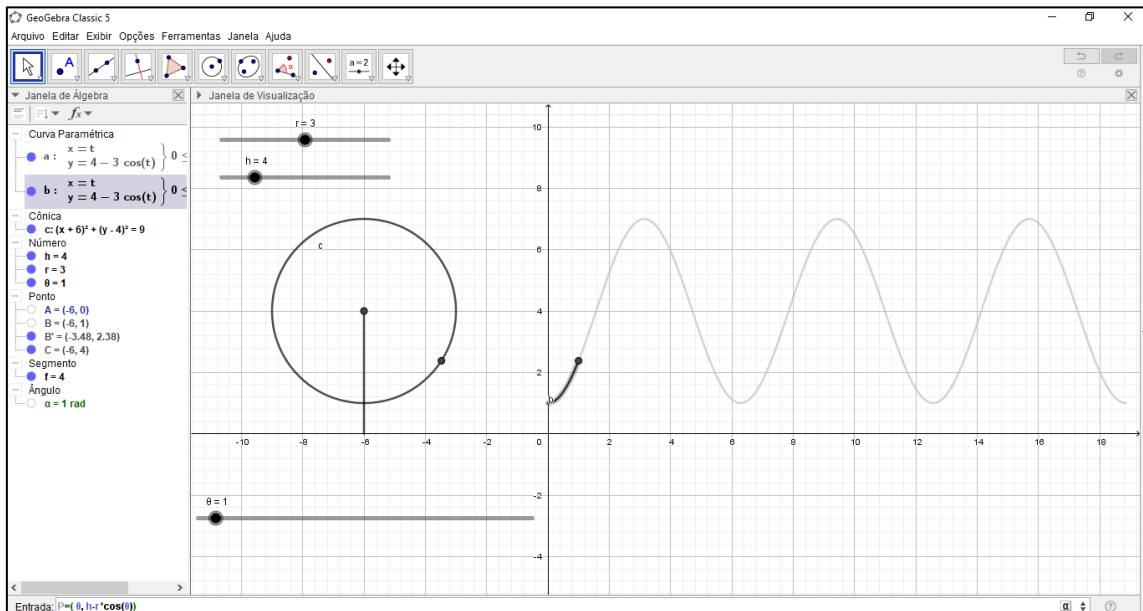 GeoGebra Classic 5
Arquivo Editar Exibir Opções Ferramentas Janela Ajuda
A
α
a=2
Janela de Álgebra
Janela de Visualização
fx
Curva Paramétrica
a : x = t
y = 4 − 3 cos(t) } 0 ≤
b : x = t
y = 4 − 3 cos(t) } 0 ≤
Cônica
c: (x + 6)² + (y - 4)² = 9
Número
h = 4
r = 3
θ = 1
Ponto
A = (-6, 0)
B = (-6, 1)
B' = (-3.48, 2.38)
C = (-6, 4)
Segmento
f = 4
Ângulo
α = 1 rad
r = 3
h = 4
c
b
θ = 1
10
8
6
4
2
-2
-4
-10
-8
-6
-4
-2
0
2
4
6
8
10
12
14
16
18
Entrada: P=( θ, h-r*cos(θ))
α